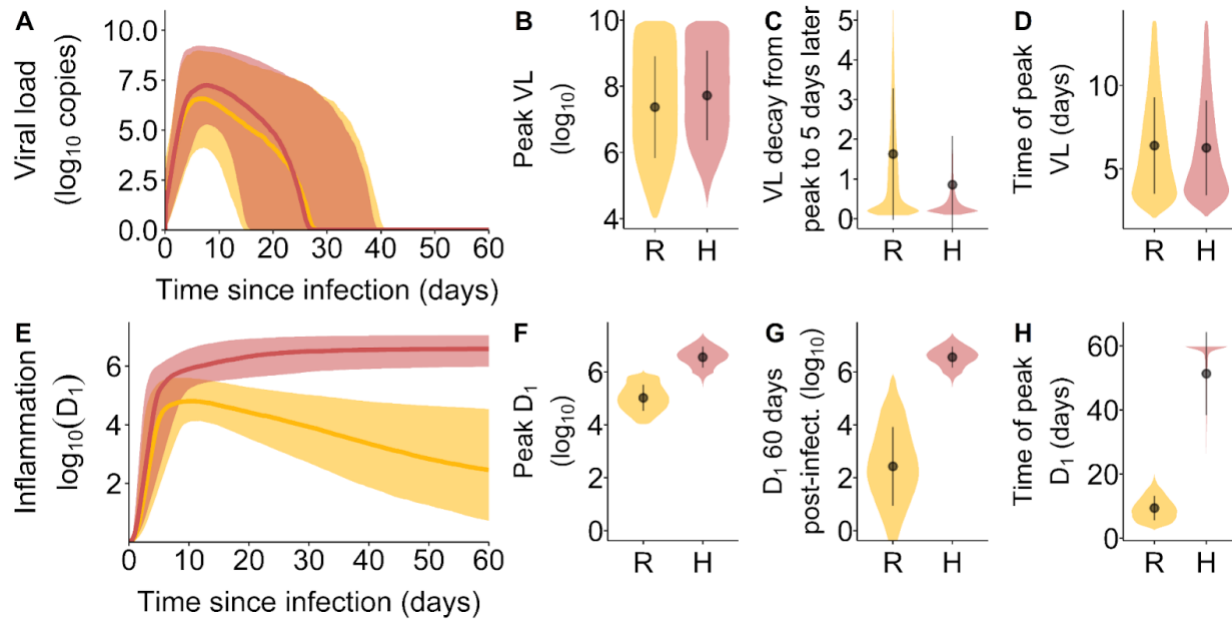 A
Viral load
(log10 copies)
10.0
7.5
5.0
2.5
0.0
0 10 20 30 40 50 60
Time since infection (days)
B
Peak VL
(log10)
10
8
6
4
R H
C
VL decay from
peak to 5 days later
5
4
3
2
1
0
R H
D
Time of peak
VL (days)
10
5
R H
E
Inflammation
log10(D1)
6
4
2
0 10 20 30 40 50 60
Time since infection (days)
F
Peak D1
(log10)
6
4
2
0
R H
G
D1 60 days
post-infect. (log10)
6
4
2
0
R H
H
Time of peak
D1 (days)
60
40
20
0
R H